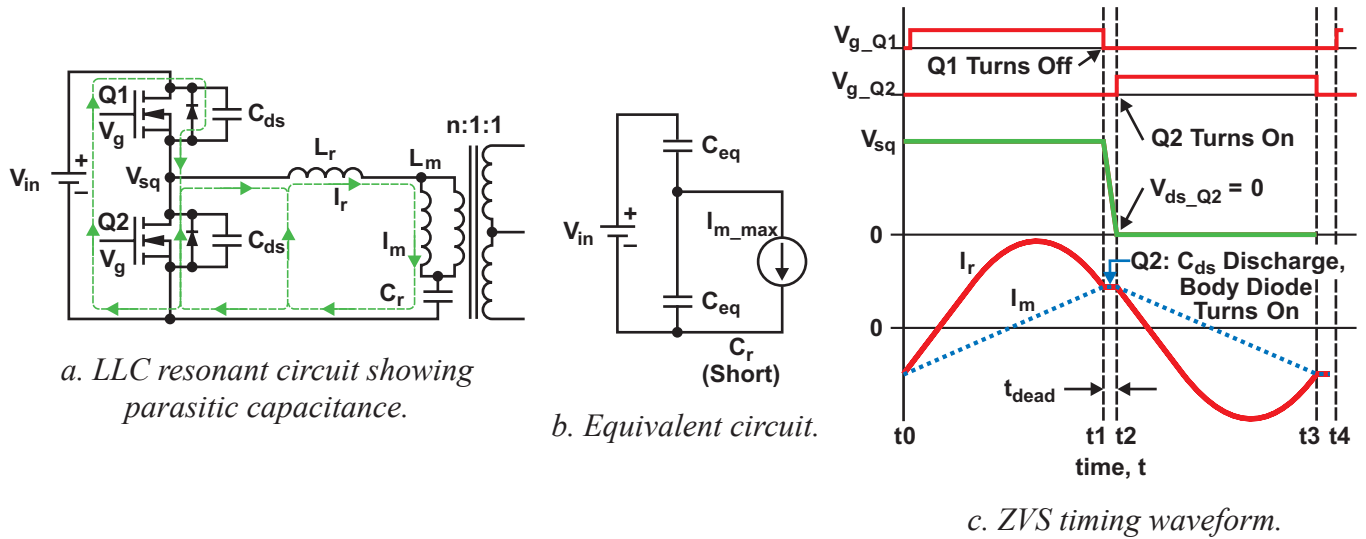 Q1
V_g
C_ds
n:1:1
V_in
+
−
V_sq
L_r
L_m
I_r
Q2
V_g
C_ds
I_m
C_r
a. LLC resonant circuit showing
parasitic capacitance.
C_eq
V_in
+
−
I_m_max
C_eq
C_r
(Short)
b. Equivalent circuit.
V_g_Q1
Q1 Turns Off
V_g_Q2
Q2 Turns On
V_sq
V_ds_Q2 = 0
0
I_r
Q2: C_ds Discharge,
Body Diode
Turns On
I_m
0
t_dead
t0
t1
t2
t3
t4
time, t
c. ZVS timing waveform.